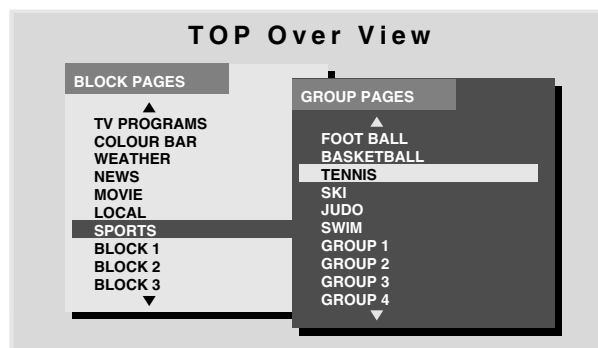 TOP Over View
BLOCK PAGES
TV PROGRAMS
COLOUR BAR
WEATHER
NEWS
MOVIE
LOCAL
SPORTS
BLOCK 1
BLOCK 2
BLOCK 3
GROUP PAGES
FOOT BALL
BASKETBALL
TENNIS
SKI
JUDO
SWIM
GROUP 1
GROUP 2
GROUP 3
GROUP 4